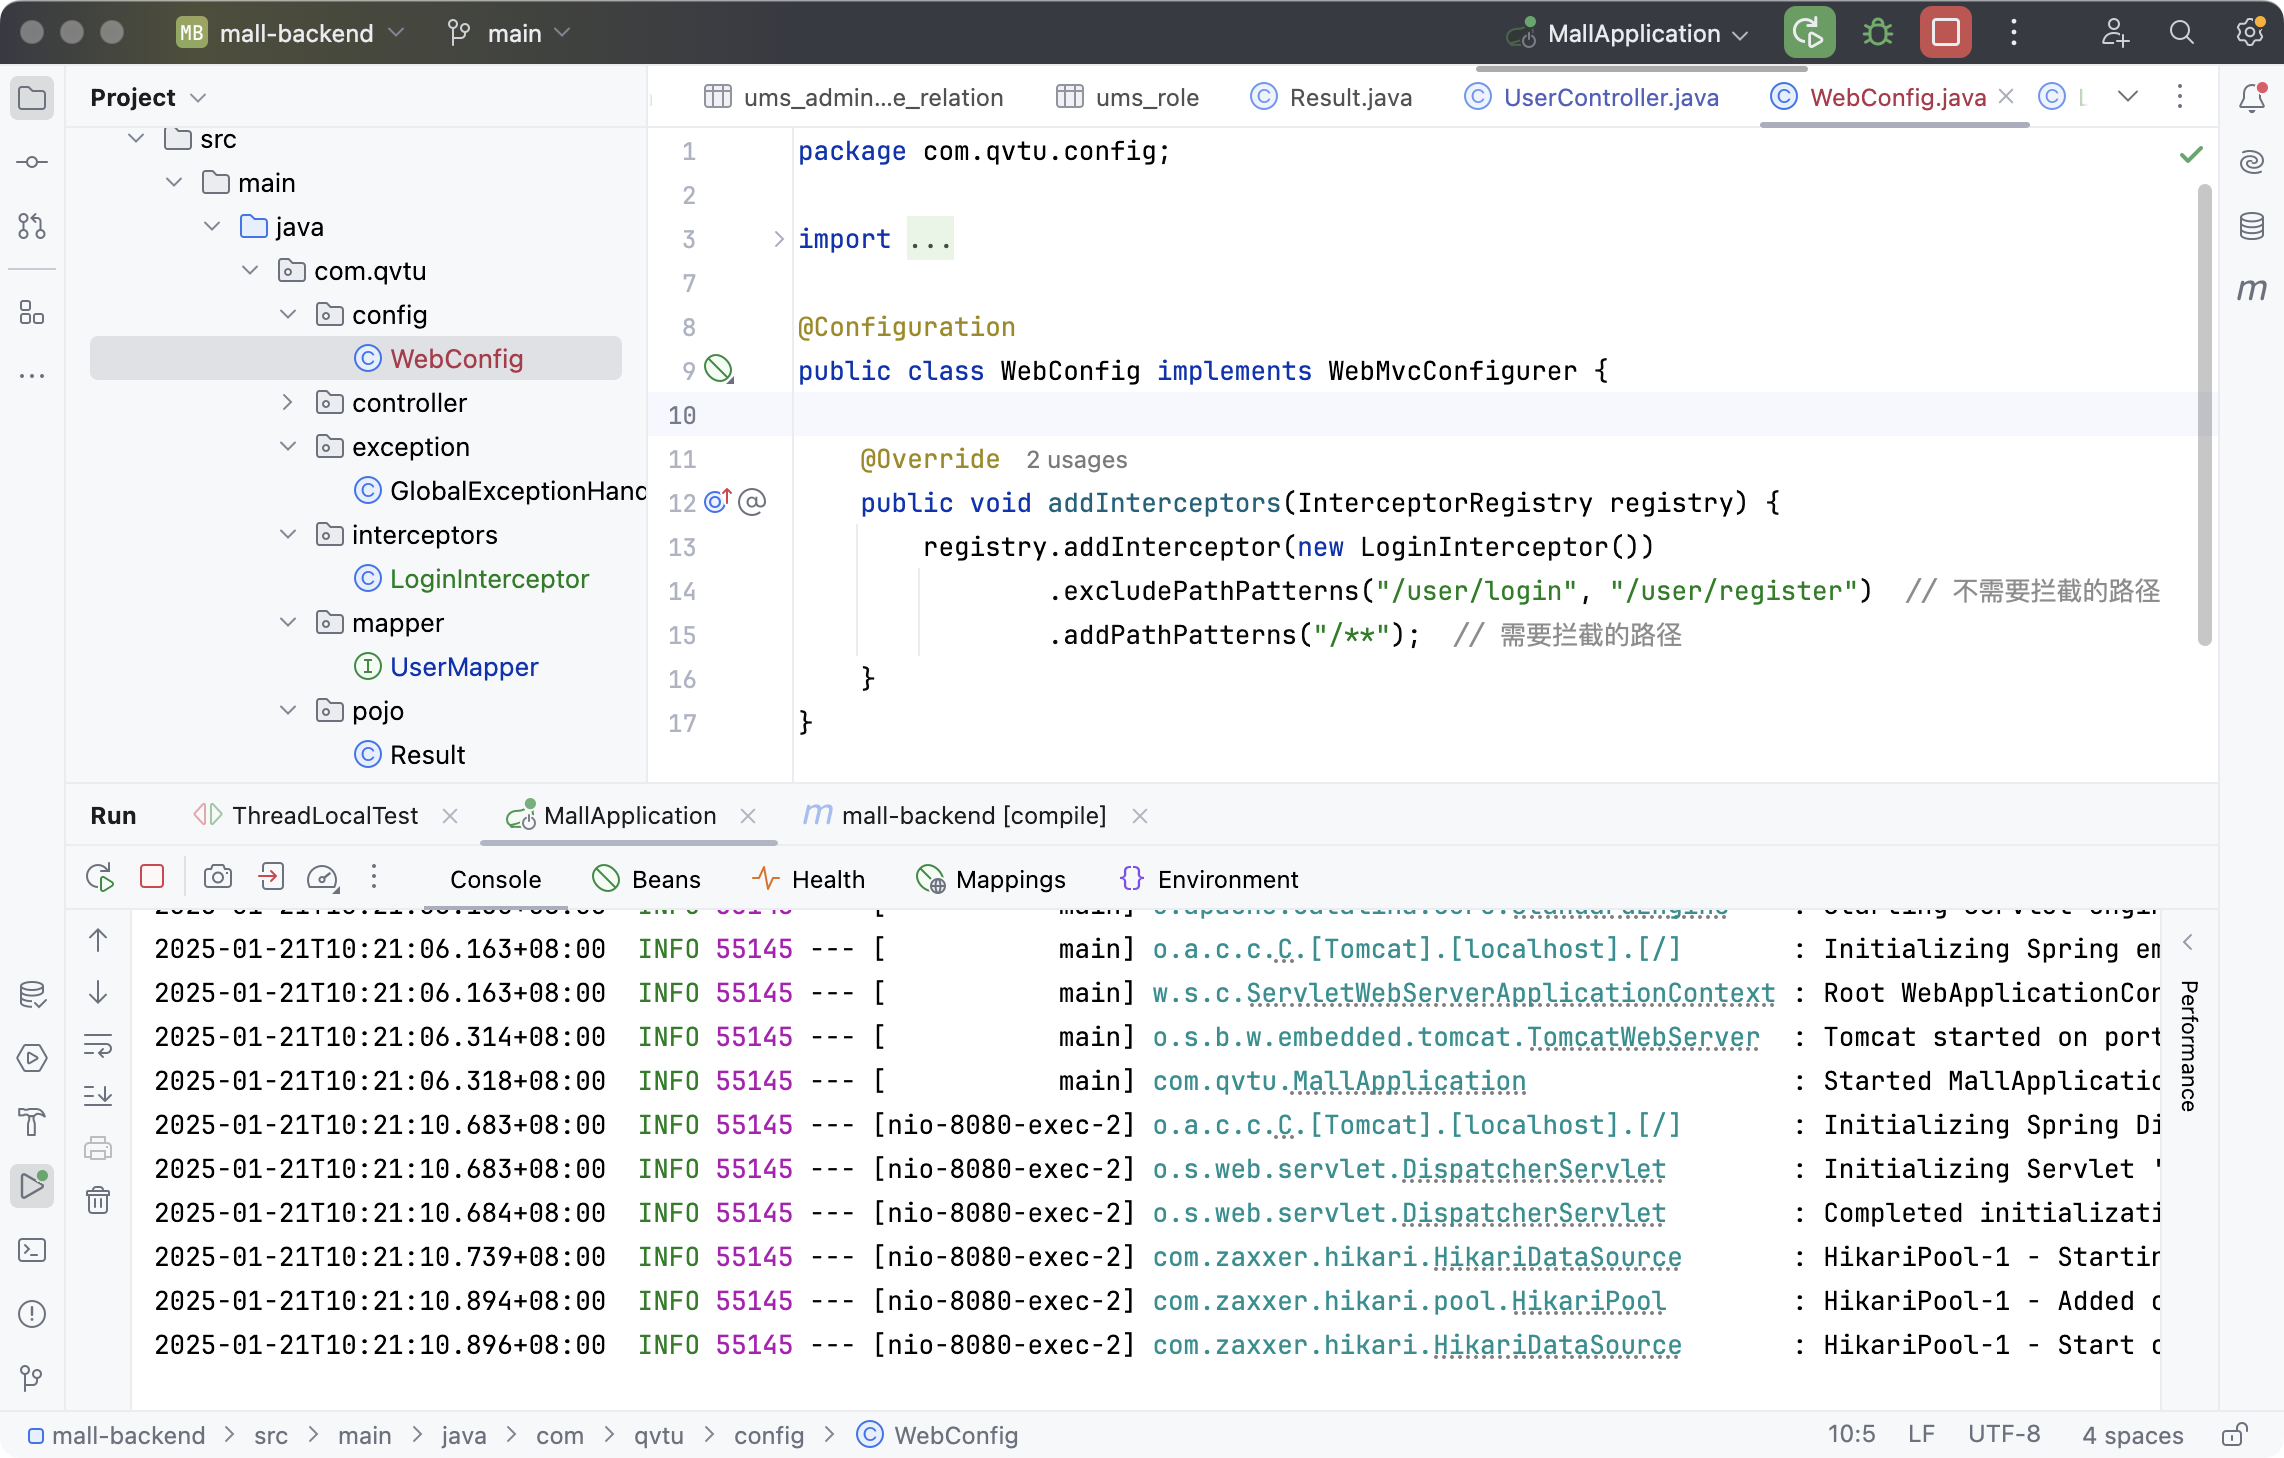 MB mall-backend main MallApplication
Project
ums_admin...e_relation ums_role Result.java UserController.java WebConfig.java
src
main
java
com.qvtu
config
WebConfig
controller
exception
GlobalExceptionHand
interceptors
LoginInterceptor
mapper
UserMapper
pojo
Result
1 package com.qvtu.config;
2
3 import ...
7
8 @Configuration
9 public class WebConfig implements WebMvcConfigurer {
10
11 @Override 2 usages
12 public void addInterceptors(InterceptorRegistry registry) {
13 registry.addInterceptor(new LoginInterceptor())
14 .excludePathPatterns("/user/login", "/user/register") // 不需要拦截的路径
15 .addPathPatterns("/**"); // 需要拦截的路径
16 }
17 }
Run ThreadLocalTest MallApplication mall-backend [compile]
Console Beans Health Mappings Environment
2025-01-21T10:21:06.163+08:00 INFO 55145 --- [ main] o.a.c.c.C.[Tomcat].[localhost].[/] : Initializing Spring em
2025-01-21T10:21:06.163+08:00 INFO 55145 --- [ main] w.s.c.ServletWebServerApplicationContext : Root WebApplicationCon
2025-01-21T10:21:06.314+08:00 INFO 55145 --- [ main] o.s.b.w.embedded.tomcat.TomcatWebServer : Tomcat started on port
2025-01-21T10:21:06.318+08:00 INFO 55145 --- [ main] com.qvtu.MallApplication : Started MallApplicatio
2025-01-21T10:21:10.683+08:00 INFO 55145 --- [nio-8080-exec-2] o.a.c.c.C.[Tomcat].[localhost].[/] : Initializing Spring Di
2025-01-21T10:21:10.683+08:00 INFO 55145 --- [nio-8080-exec-2] o.s.web.servlet.DispatcherServlet : Initializing Servlet '
2025-01-21T10:21:10.684+08:00 INFO 55145 --- [nio-8080-exec-2] o.s.web.servlet.DispatcherServlet : Completed initializati
2025-01-21T10:21:10.739+08:00 INFO 55145 --- [nio-8080-exec-2] com.zaxxer.hikari.HikariDataSource : HikariPool-1 - Startin
2025-01-21T10:21:10.894+08:00 INFO 55145 --- [nio-8080-exec-2] com.zaxxer.hikari.pool.HikariPool : HikariPool-1 - Added c
2025-01-21T10:21:10.896+08:00 INFO 55145 --- [nio-8080-exec-2] com.zaxxer.hikari.HikariDataSource : HikariPool-1 - Start c
Performance
mall-backend > src > main > java > com > qvtu > config > WebConfig 10:5 LF UTF-8 4 spaces